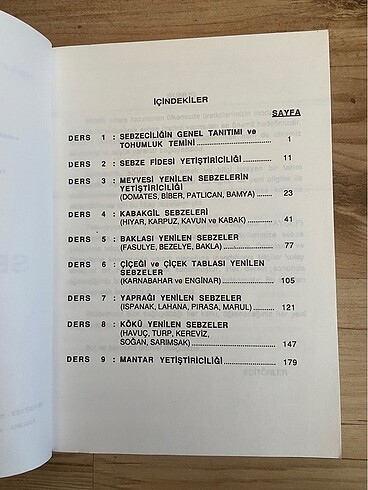 İÇİNDEKİLER
SAYFA
DERS 1 : SEBZECİLİĞİN GENEL TANITIMI ve
TOHUMLUK TEMİNİ ........................ 1
DERS 2 : SEBZE FİDESİ YETİŞTİRİCİLİĞİ ............ 11
DERS 3 : MEYVESİ YENİLEN SEBZELERİN
YETİŞTİRİCİLİĞİ
(DOMATES, BİBER, PATLICAN, BAMYA) ........ 23
DERS 4 : KABAKGİL SEBZELERİ
(HIYAR, KARPUZ, KAVUN ve KABAK) ........... 41
DERS 5 : BAKLASI YENİLEN SEBZELER
(FASULYE, BEZELYE, BAKLA) ................... 77
DERS 6 : ÇİÇEĞİ ve ÇİÇEK TABLASI YENİLEN
SEBZELER
(KARNABAHAR ve ENGİNAR) .................. 105
DERS 7 : YAPRAĞI YENİLEN SEBZELER
(ISPANAK, LAHANA, PIRASA, MARUL) ......... 121
DERS 8 : KÖKÜ YENİLEN SEBZELER
(HAVUÇ, TURP, KEREVİZ,
SOĞAN, SARIMSAK) ........................... 147
DERS 9 : MANTAR YETİŞTİRİCİLİĞİ .................... 179